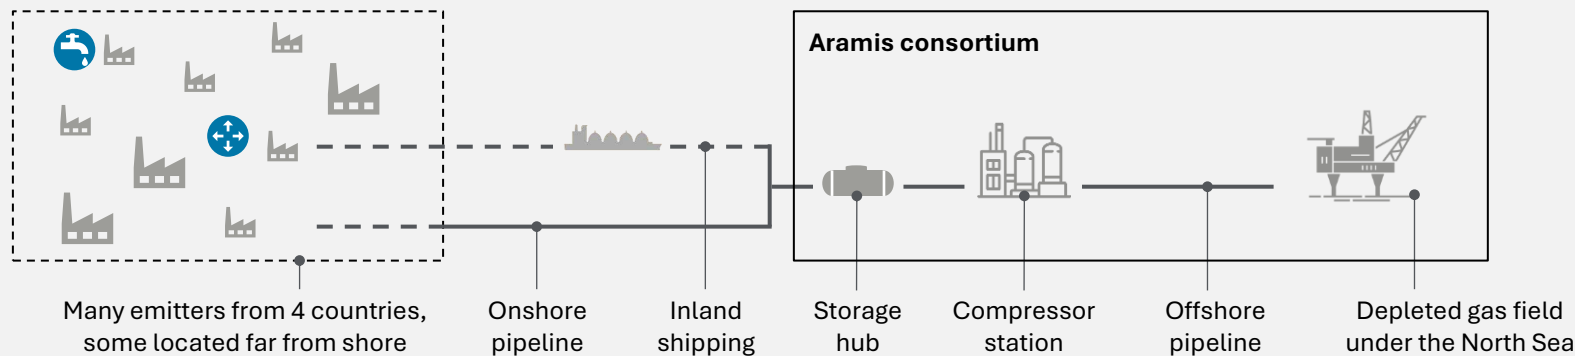 Aramis consortium
Many emitters from 4 countries,
some located far from shore
Onshore
pipeline
Inland
shipping
Storage
hub
Compressor
station
Offshore
pipeline
Depleted gas field
under the North Sea